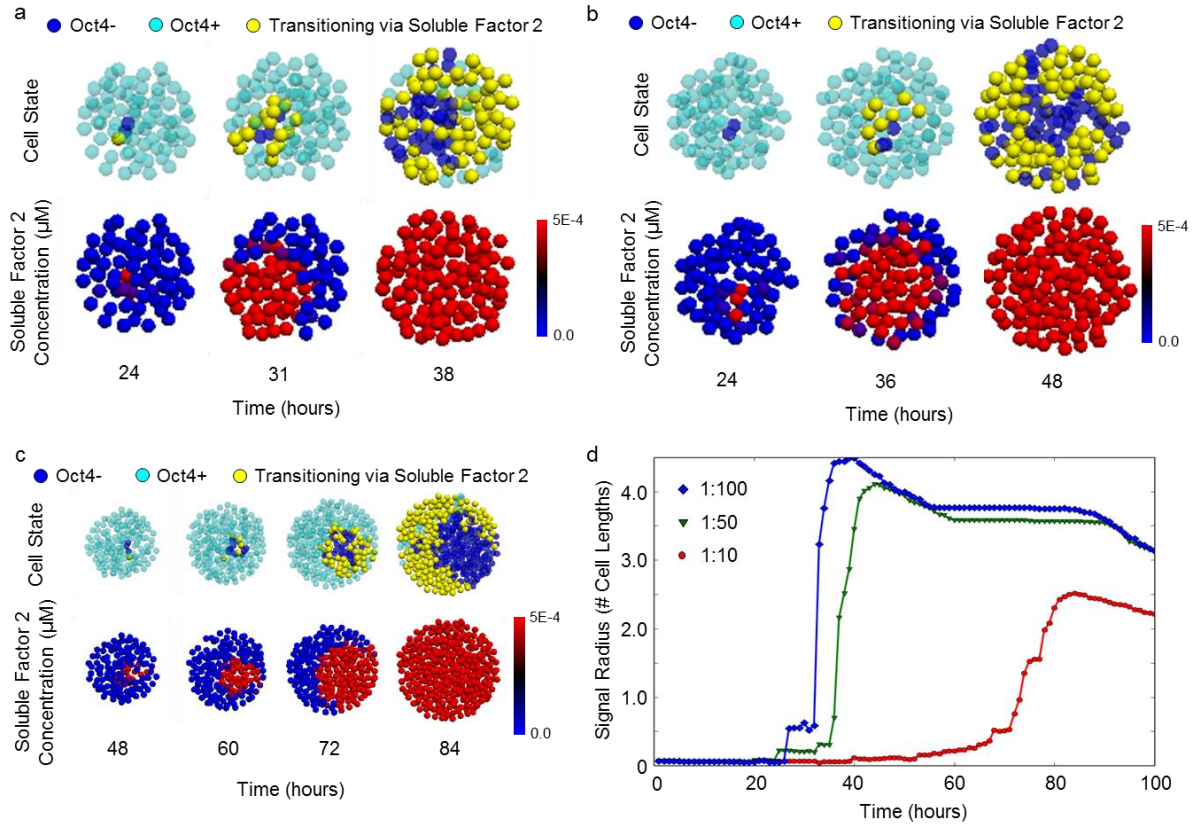 a
Oct4- Oct4+ Transitioning via Soluble Factor 2
Cell State
Soluble Factor 2
Concentration (µM)
5E-4
0.0
24 31 38
Time (hours)
b
Oct4- Oct4+ Transitioning via Soluble Factor 2
Cell State
Soluble Factor 2
Concentration (µM)
5E-4
0.0
24 36 48
Time (hours)
c
Oct4- Oct4+ Transitioning via Soluble Factor 2
Cell State
Soluble Factor 2
Concentration (µM)
5E-4
0.0
48 60 72 84
Time (hours)
d
Signal Radius (# Cell Lengths)
4.0
3.0
2.0
1.0
0
1:100
1:50
1:10
0 20 40 60 80 100
Time (hours)